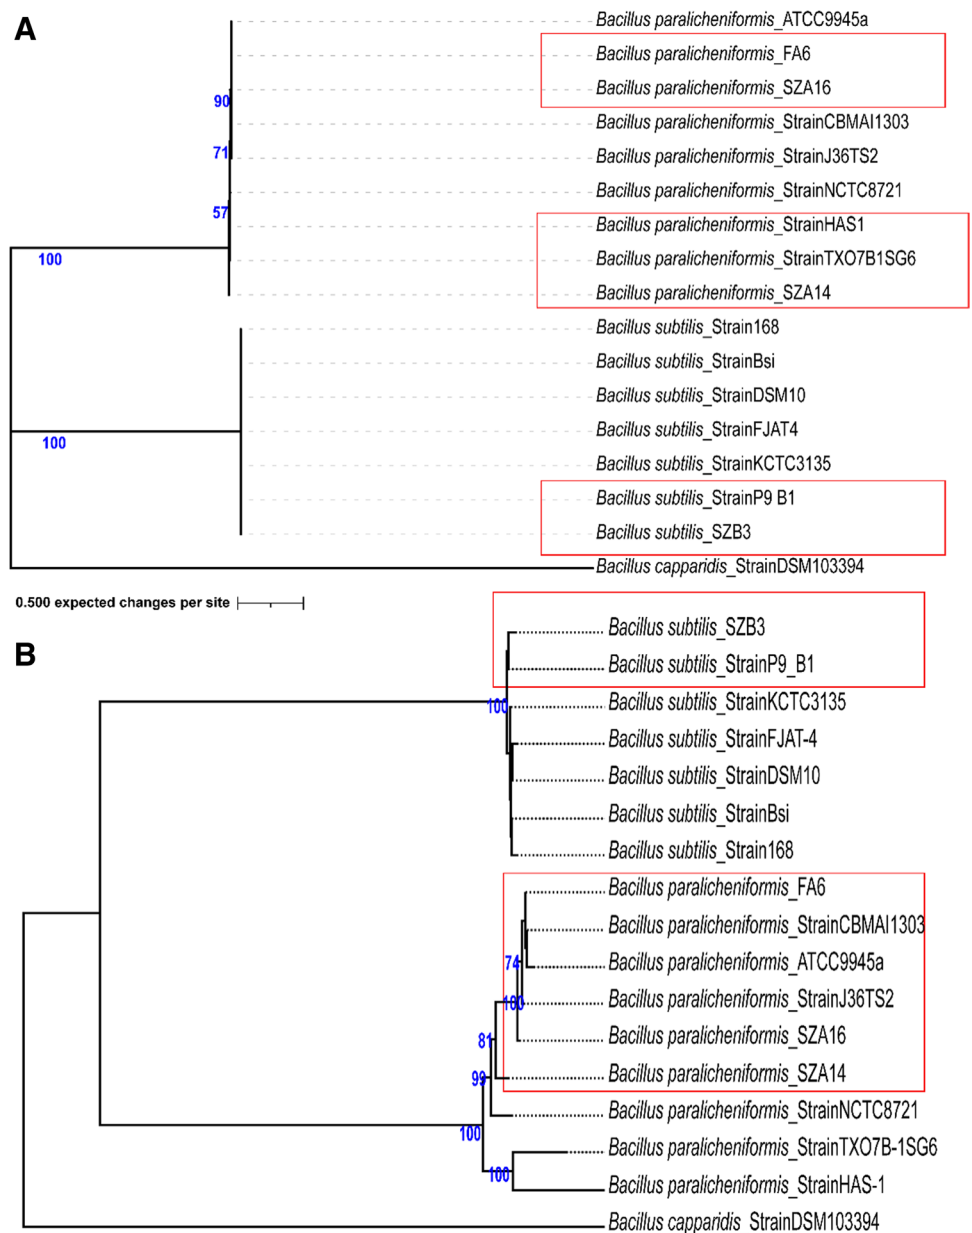 A
Bacillus paralicheniformis_ATCC9945a
Bacillus paralicheniformis_FA6
Bacillus paralicheniformis_SZA16
90
Bacillus paralicheniformis_StrainCBMAI1303
71
Bacillus paralicheniformis_StrainJ36TS2
Bacillus paralicheniformis_StrainNCTC8721
57
Bacillus paralicheniformis_StrainHAS1
100
Bacillus paralicheniformis_StrainTXO7B1SG6
Bacillus paralicheniformis_SZA14
Bacillus subtilis_Strain168
Bacillus subtilis_StrainBsi
Bacillus subtilis_StrainDSM10
Bacillus subtilis_StrainFJAT4
100
Bacillus subtilis_StrainKCTC3135
Bacillus subtilis_StrainP9 B1
Bacillus subtilis_SZB3
Bacillus capparidis_StrainDSM103394
0.500 expected changes per site
B
Bacillus subtilis_SZB3
Bacillus subtilis_StrainP9_B1
100
Bacillus subtilis_StrainKCTC3135
Bacillus subtilis_StrainFJAT-4
Bacillus subtilis_StrainDSM10
Bacillus subtilis_StrainBsi
Bacillus subtilis_Strain168
Bacillus paralicheniformis_FA6
Bacillus paralicheniformis_StrainCBMAI1303
74
Bacillus paralicheniformis_ATCC9945a
100
Bacillus paralicheniformis_StrainJ36TS2
81
Bacillus paralicheniformis_SZA16
99
Bacillus paralicheniformis_SZA14
Bacillus paralicheniformis_StrainNCTC8721
100
Bacillus paralicheniformis_StrainTXO7B-1SG6
100
Bacillus paralicheniformis_StrainHAS-1
Bacillus capparidis StrainDSM103394